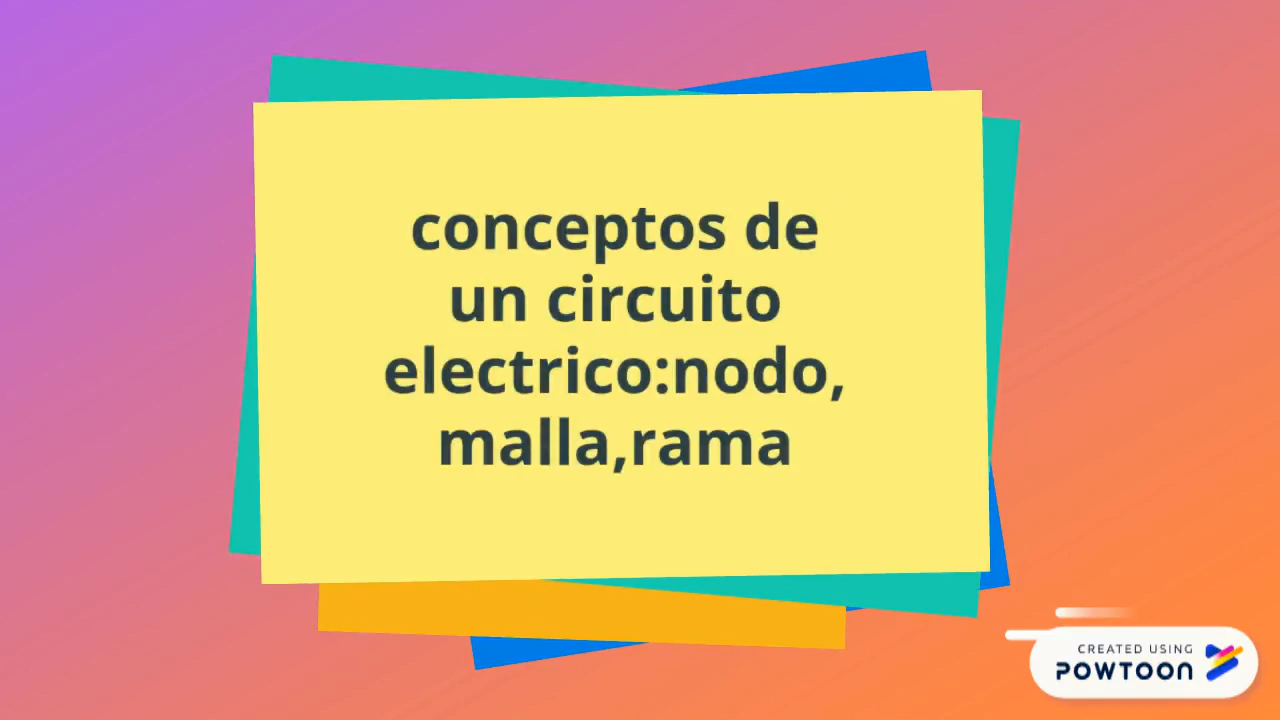 conceptos de
un circuito
electrico:nodo,
malla,rama
CREATED USING
POWTOON